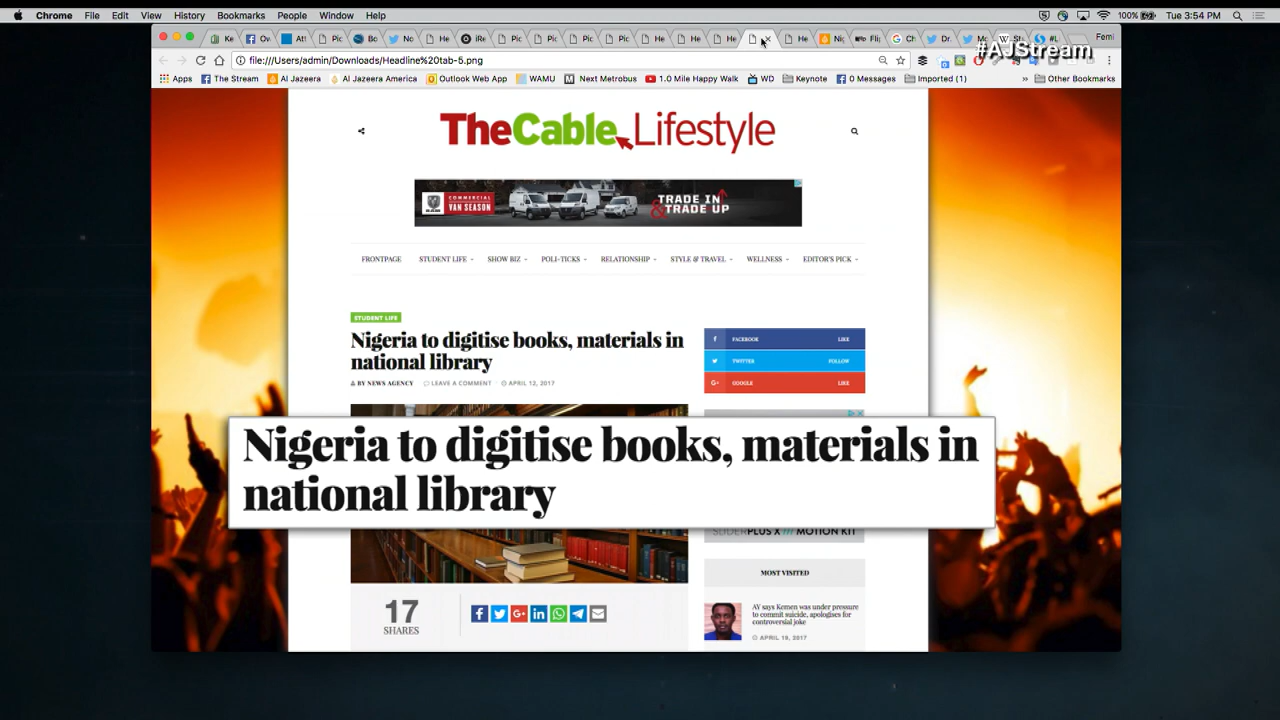 Chrome File Edit View History Bookmarks People Window Help 100% Tue 3:54 PM
#AJStream
Femi
file:///Users/admin/Downloads/Headline%20tab-5.png
Apps The Stream Al Jazeera Al Jazeera America Outlook Web App WAMU Next Metrobus 1.0 Mile Happy Walk WD Keynote 0 Messages Imported (1) » Other Bookmarks
TheCable Lifestyle
COMMERCIAL VAN SEASON
TRADE IN
& TRADE UP
FRONTPAGE STUDENT LIFE SHOW BIZ POLI-TICKS RELATIONSHIP STYLE & TRAVEL WELLNESS EDITOR'S PICK
STUDENT LIFE
Nigeria to digitise books, materials in
national library
BY NEWS AGENCY LEAVE A COMMENT APRIL 12, 2017
FACEBOOK LIKE
TWITTER FOLLOW
GOOGLE LIKE
Nigeria to digitise books, materials in
national library
SLIDERPLUS X MOTION KIT
17
SHARES
MOST VISITED
AY says Kemen was under pressure
to commit suicide, apologises for
controversial joke
APRIL 19, 2017